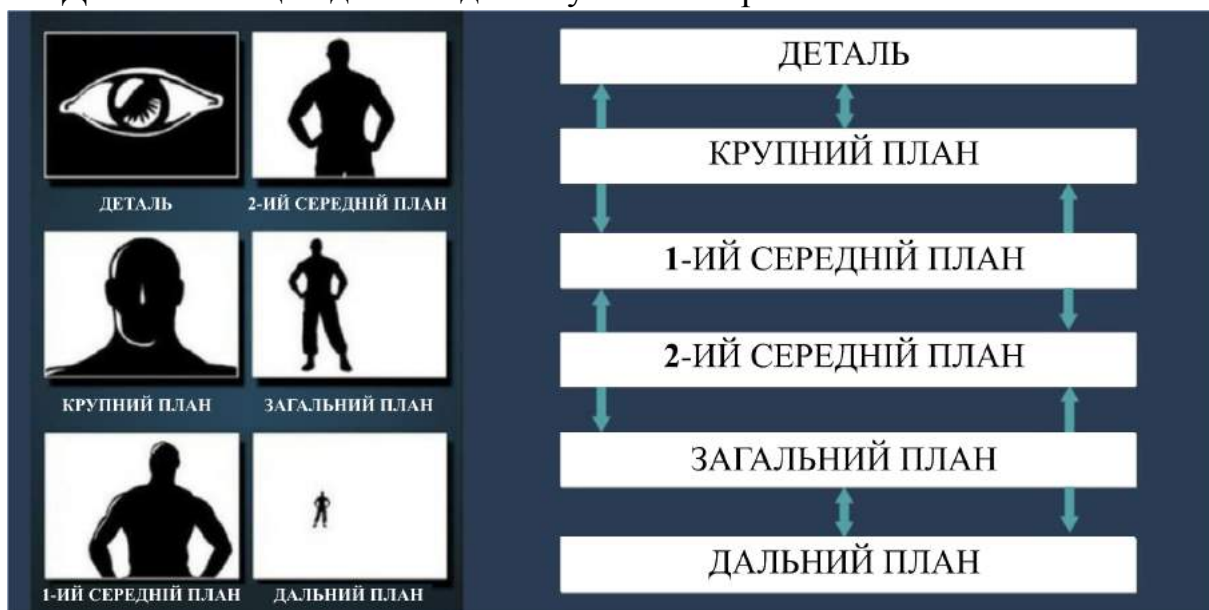 ДЕТАЛЬ
2-ИЙ СЕРЕДНІЙ ПЛАН
КРУПНИЙ ПЛАН
ЗАГАЛЬНИЙ ПЛАН
1-ИЙ СЕРЕДНІЙ ПЛАН
ДАЛЬНИЙ ПЛАН
ДЕТАЛЬ
КРУПНИЙ ПЛАН
1-ИЙ СЕРЕДНІЙ ПЛАН
2-ИЙ СЕРЕДНІЙ ПЛАН
ЗАГАЛЬНИЙ ПЛАН
ДАЛЬНИЙ ПЛАН